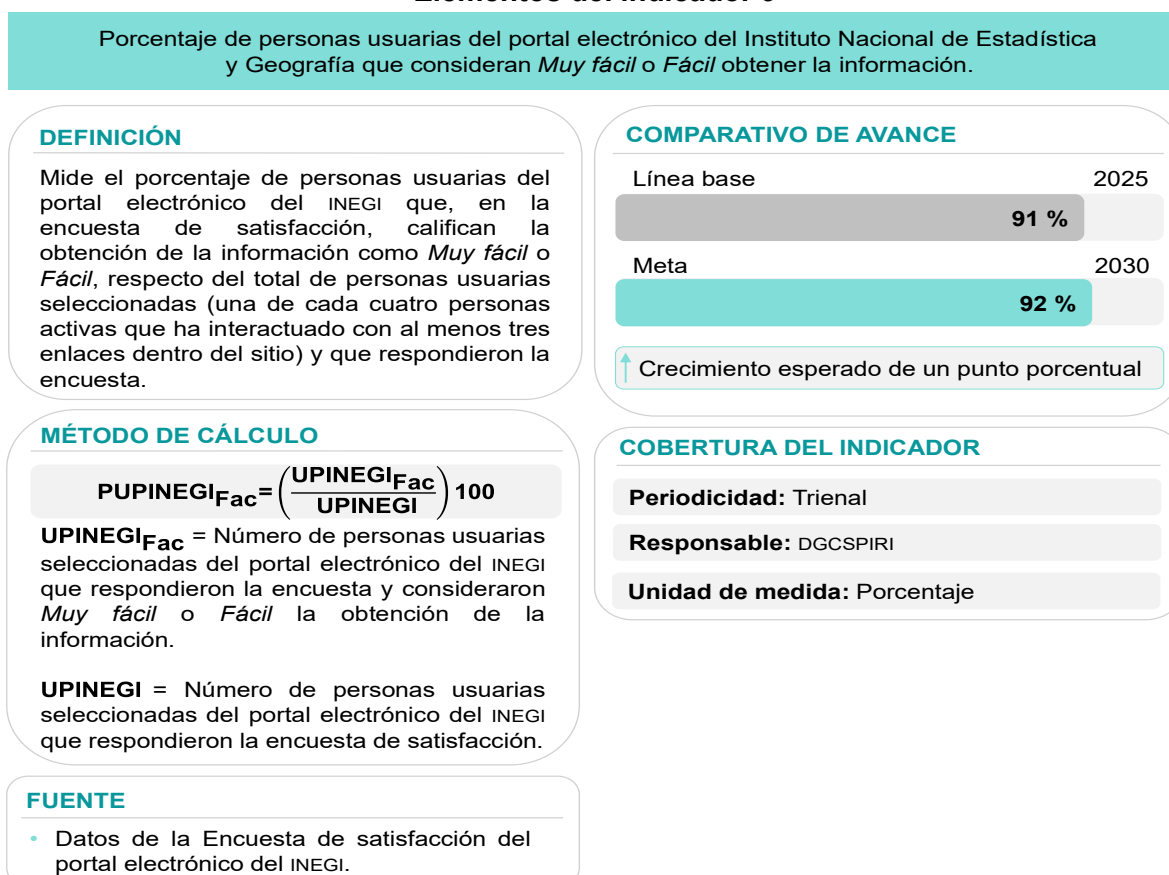 Elementos del Indicador
Porcentaje de personas usuarias del portal electrónico del Instituto Nacional de Estadística
y Geografía que consideran Muy fácil o Fácil obtener la información.
DEFINICIÓN
Mide el porcentaje de personas usuarias del
portal electrónico del INEGI que, en la
encuesta de satisfacción, califican la
obtención de la información como Muy fácil o
Fácil, respecto del total de personas usuarias
seleccionadas (una de cada cuatro personas
activas que ha interactuado con al menos tres
enlaces dentro del sitio) y que respondieron la
encuesta.
MÉTODO DE CÁLCULO
PUPINEGI_Fac = (UPINEGI_Fac / UPINEGI) 100
UPINEGI_Fac = Número de personas usuarias
seleccionadas del portal electrónico del INEGI
que respondieron la encuesta y consideraron
Muy fácil o Fácil la obtención de la
información.
UPINEGI = Número de personas usuarias
seleccionadas del portal electrónico del INEGI
que respondieron la encuesta de satisfacción.
FUENTE
• Datos de la Encuesta de satisfacción del
portal electrónico del INEGI.
COMPARATIVO DE AVANCE
Línea base 2025
91 %
Meta 2030
92 %
Crecimiento esperado de un punto porcentual
COBERTURA DEL INDICADOR
Periodicidad: Trienal
Responsable: DGCSPIRI
Unidad de medida: Porcentaje